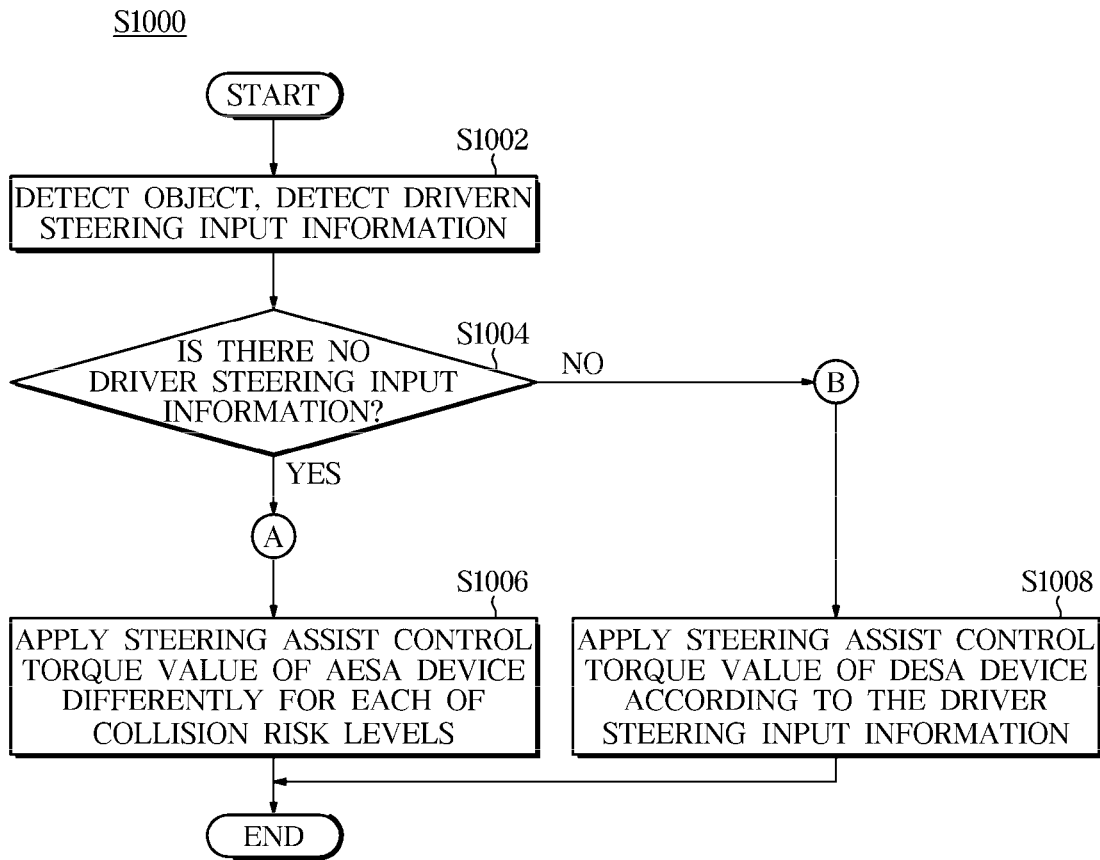 S1000
START
S1002
DETECT OBJECT, DETECT DRIVERN
STEERING INPUT INFORMATION
S1004
IS THERE NO
DRIVER STEERING INPUT
INFORMATION?
NO
B
YES
A
S1006
APPLY STEERING ASSIST CONTROL
TORQUE VALUE OF AESA DEVICE
DIFFERENTLY FOR EACH OF
COLLISION RISK LEVELS
S1008
APPLY STEERING ASSIST CONTROL
TORQUE VALUE OF DESA DEVICE
ACCORDING TO THE DRIVER
STEERING INPUT INFORMATION
END